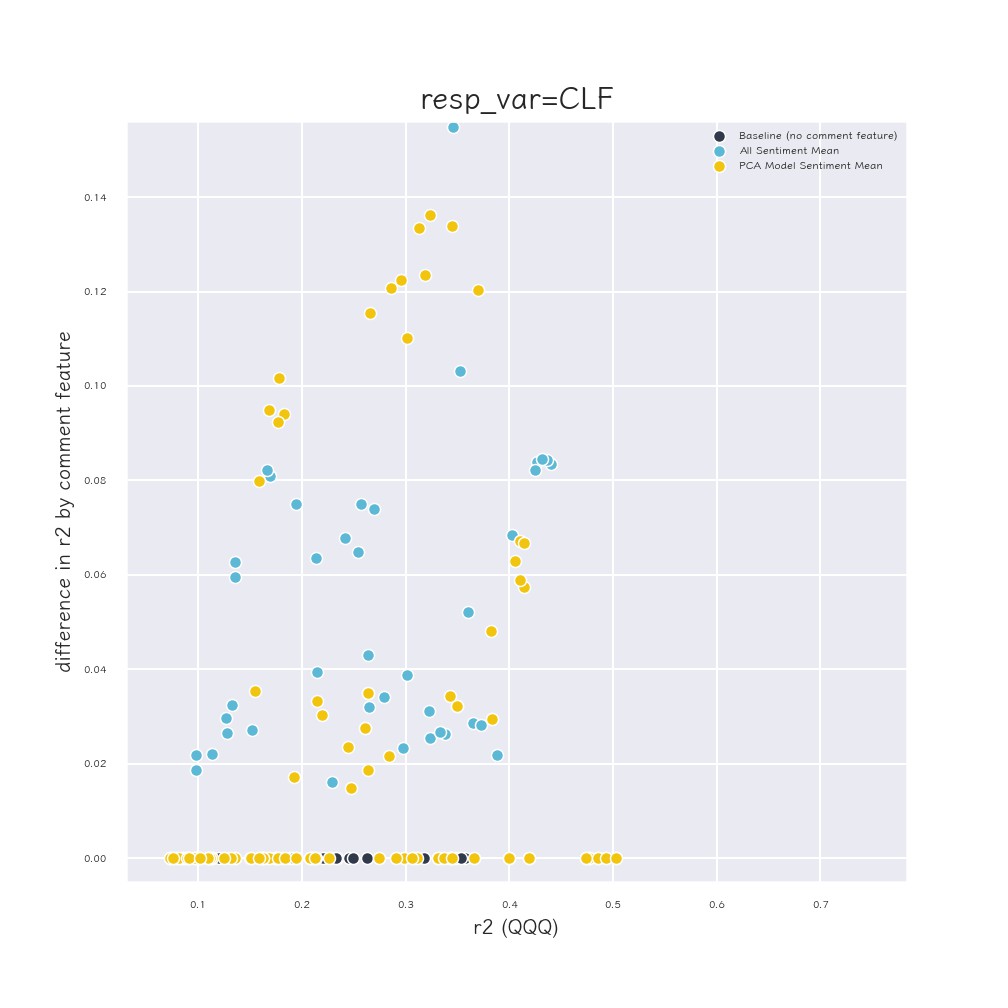 resp_var=CLF
Baseline (no comment feature)
All Sentiment Mean
PCA Model Sentiment Mean
difference in r2 by comment feature
0.14
0.12
0.10
0.08
0.06
0.04
0.02
0.00
0.1 0.2 0.3 0.4 0.5 0.6 0.7
r2 (QQQ)